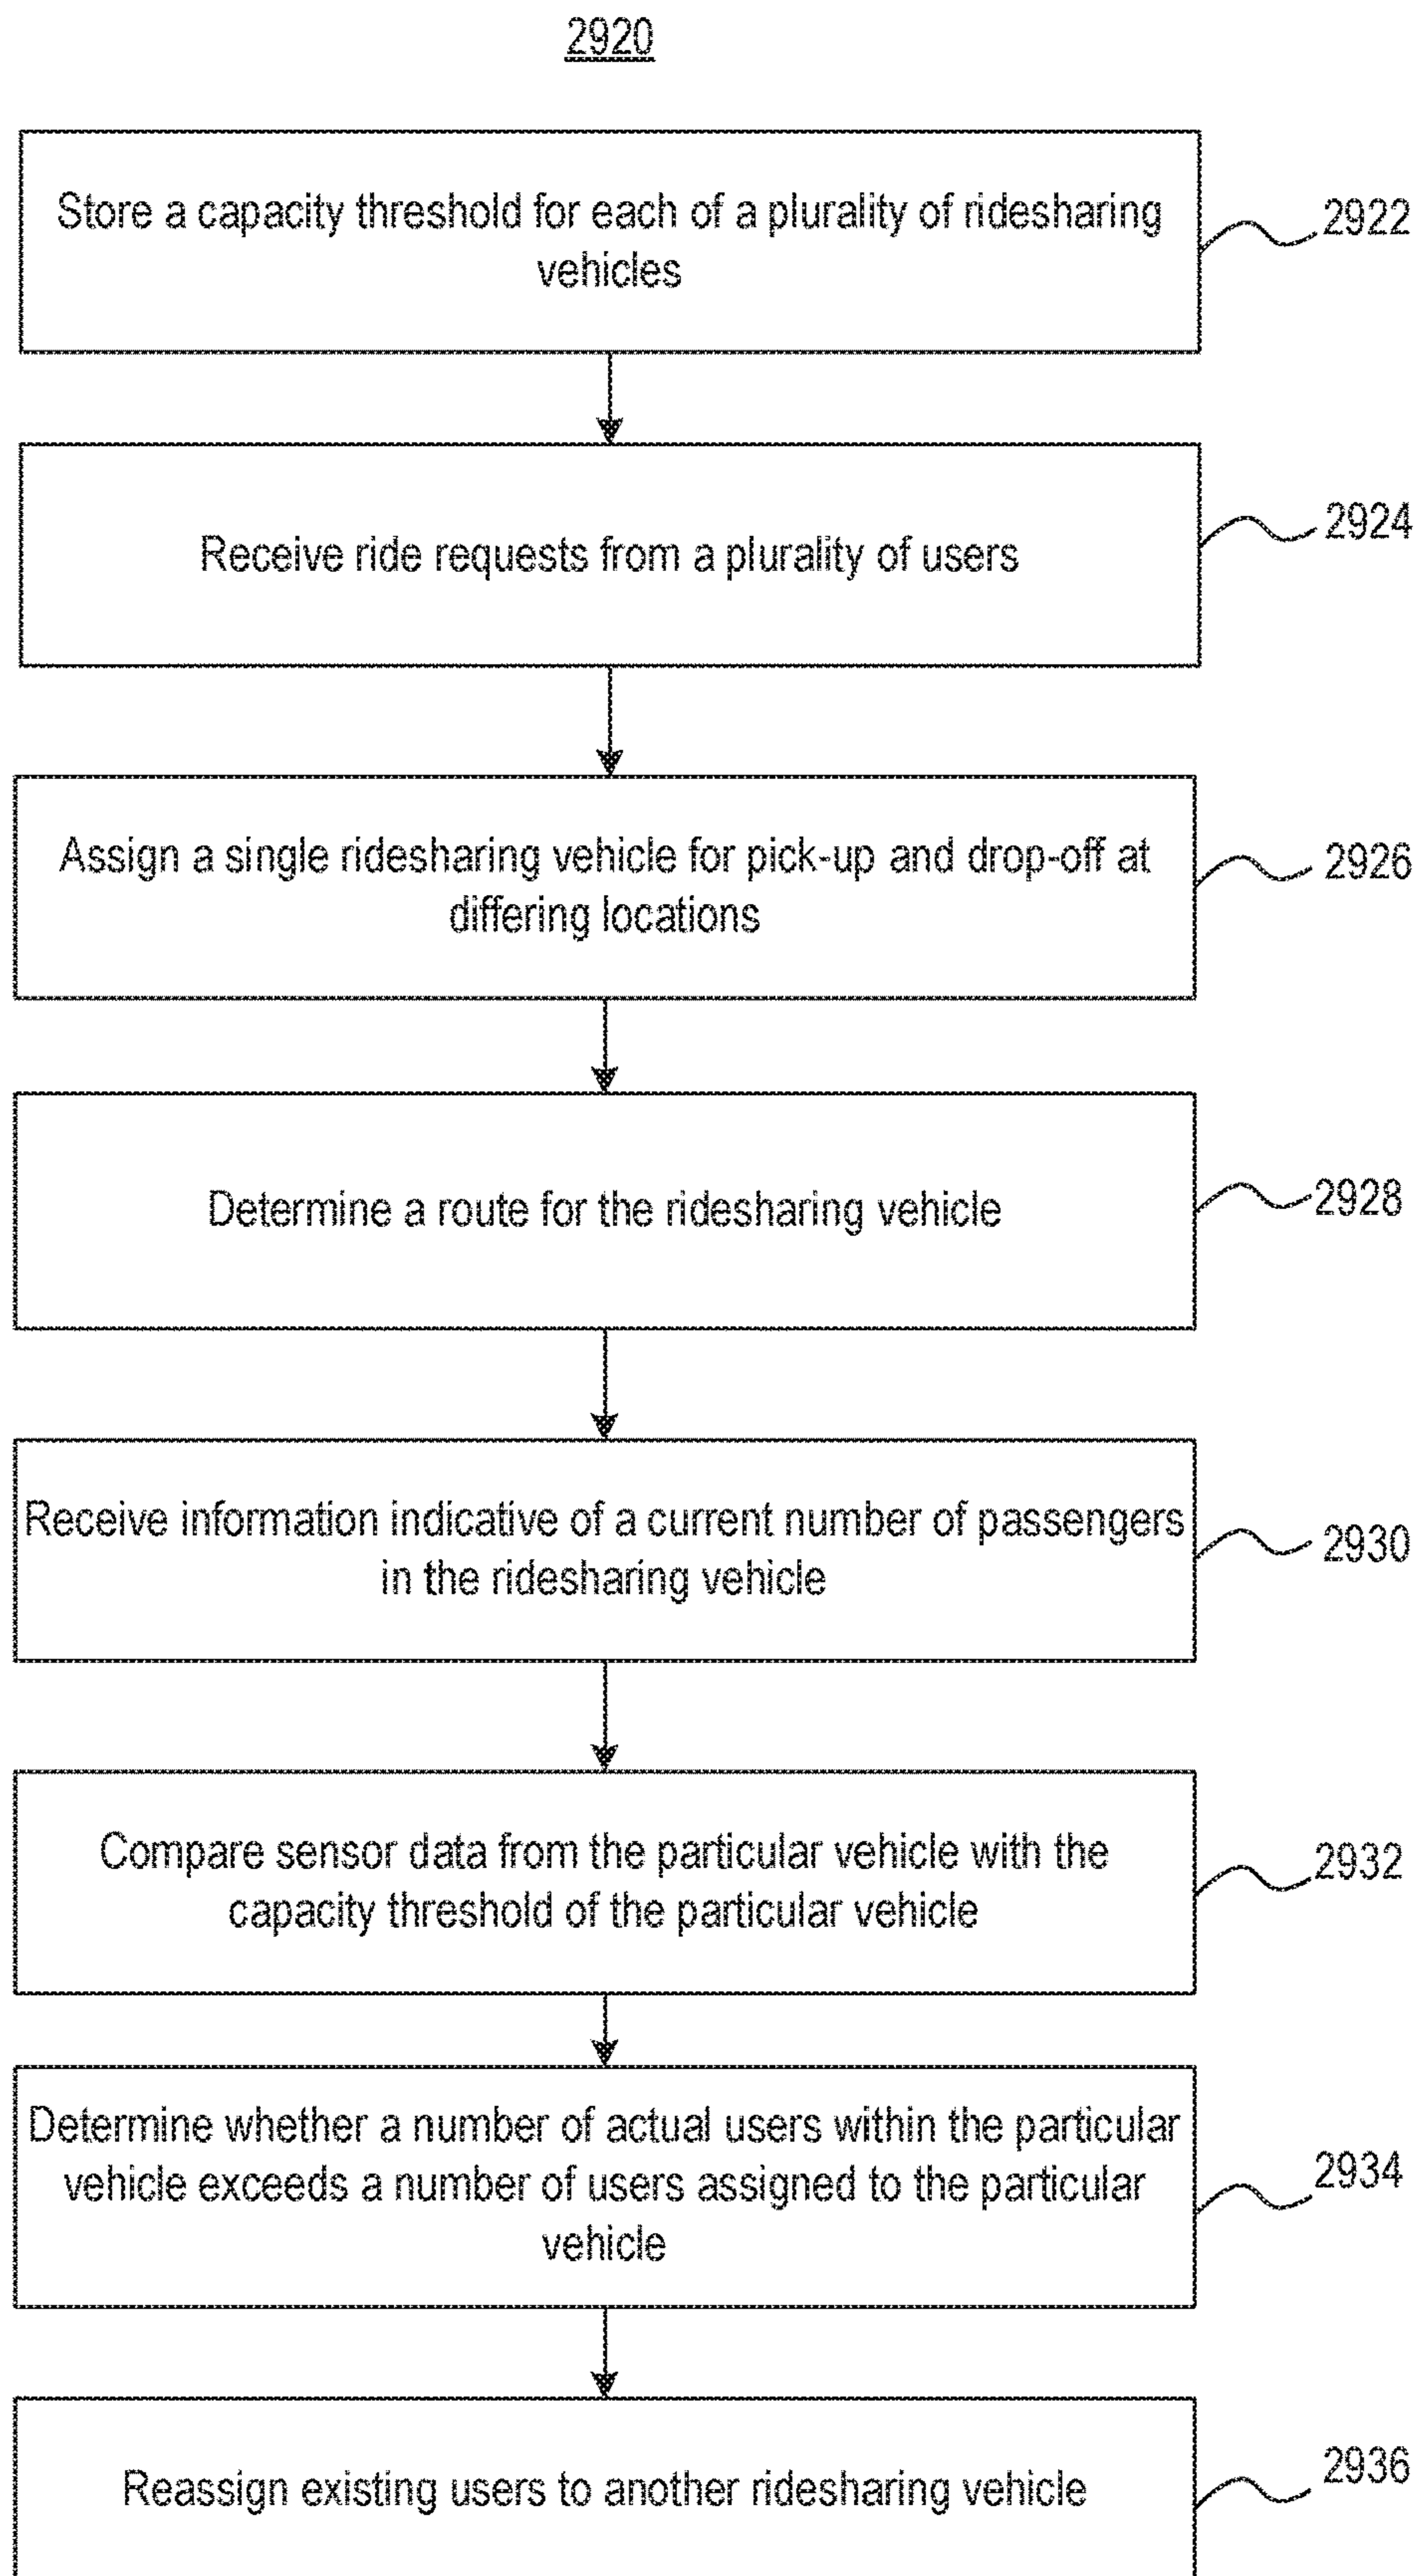 2920
Store a capacity threshold for each of a plurality of ridesharing
vehicles
2922
Receive ride requests from a plurality of users
2924
Assign a single ridesharing vehicle for pick-up and drop-off at
differing locations
2926
Determine a route for the ridesharing vehicle
2928
Receive information indicative of a current number of passengers
in the ridesharing vehicle
2930
Compare sensor data from the particular vehicle with the
capacity threshold of the particular vehicle
2932
Determine whether a number of actual users within the particular
vehicle exceeds a number of users assigned to the particular
vehicle
2934
Reassign existing users to another ridesharing vehicle
2936